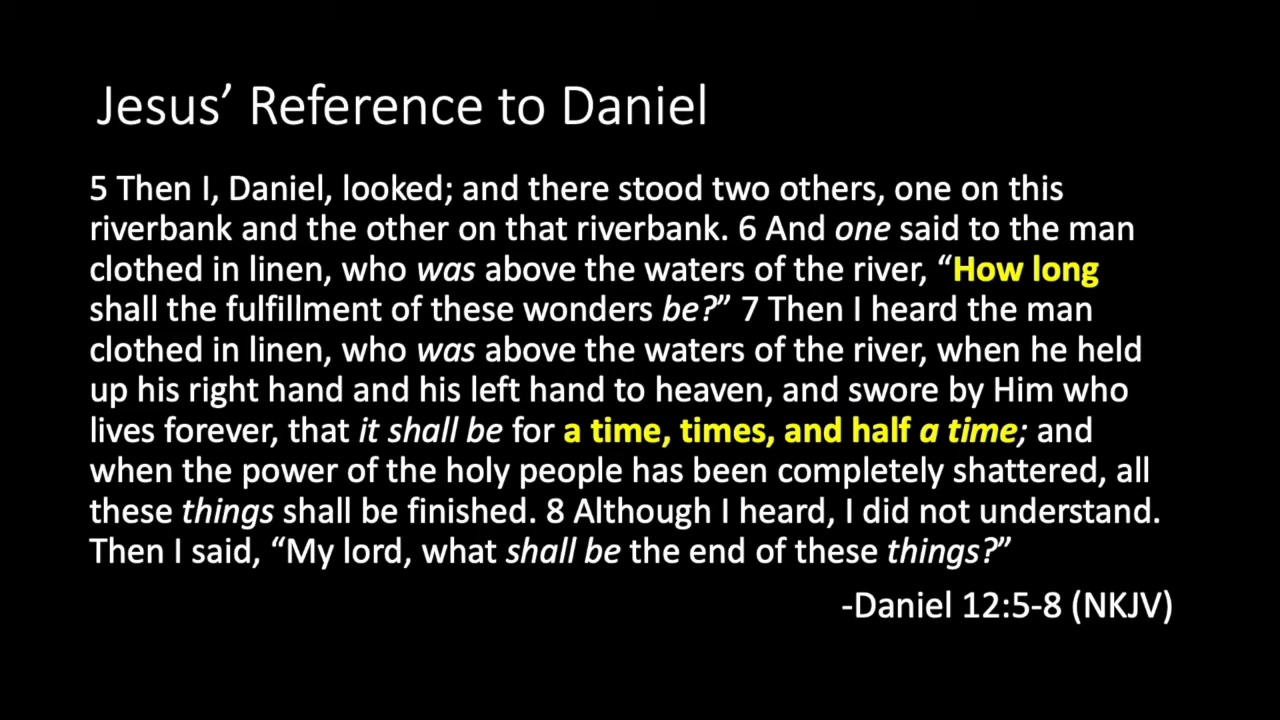 Jesus’ Reference to Daniel
5 Then I, Daniel, looked; and there stood two others, one on this
riverbank and the other on that riverbank. 6 And one said to the man
clothed in linen, who was above the waters of the river, “How long
shall the fulfillment of these wonders be?” 7 Then I heard the man
clothed in linen, who was above the waters of the river, when he held
up his right hand and his left hand to heaven, and swore by Him who
lives forever, that it shall be for a time, times, and half a time; and
when the power of the holy people has been completely shattered, all
these things shall be finished. 8 Although I heard, I did not understand.
Then I said, “My lord, what shall be the end of these things?”
-Daniel 12:5-8 (NKJV)